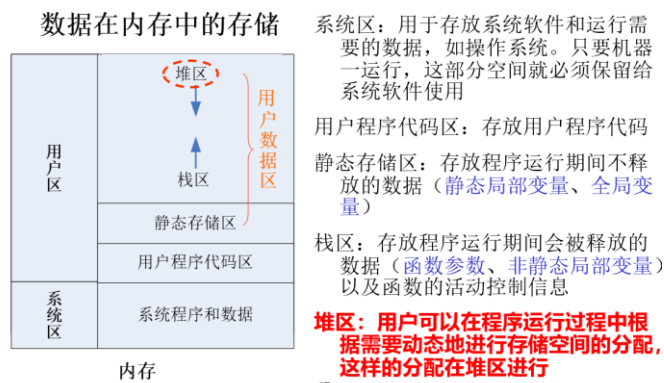 数据在内存中的存储
堆区
用户数据区
栈区
静态存储区
用户程序代码区
系统程序和数据
用户区
系统区
内存
系统区：用于存放系统软件和运行需
要的数据，如操作系统。只要机器
一运行，这部分空间就必须保留给
系统软件使用
用户程序代码区：存放用户程序代码
静态存储区：存放程序运行期间不释
放的数据（静态局部变量、全局变
量）
栈区：存放程序运行期间会被释放的
数据（函数参数、非静态局部变量）
以及函数的活动控制信息
堆区：用户可以在程序运行过程中根
据需要动态地进行存储空间的分配，
这样的分配在堆区进行